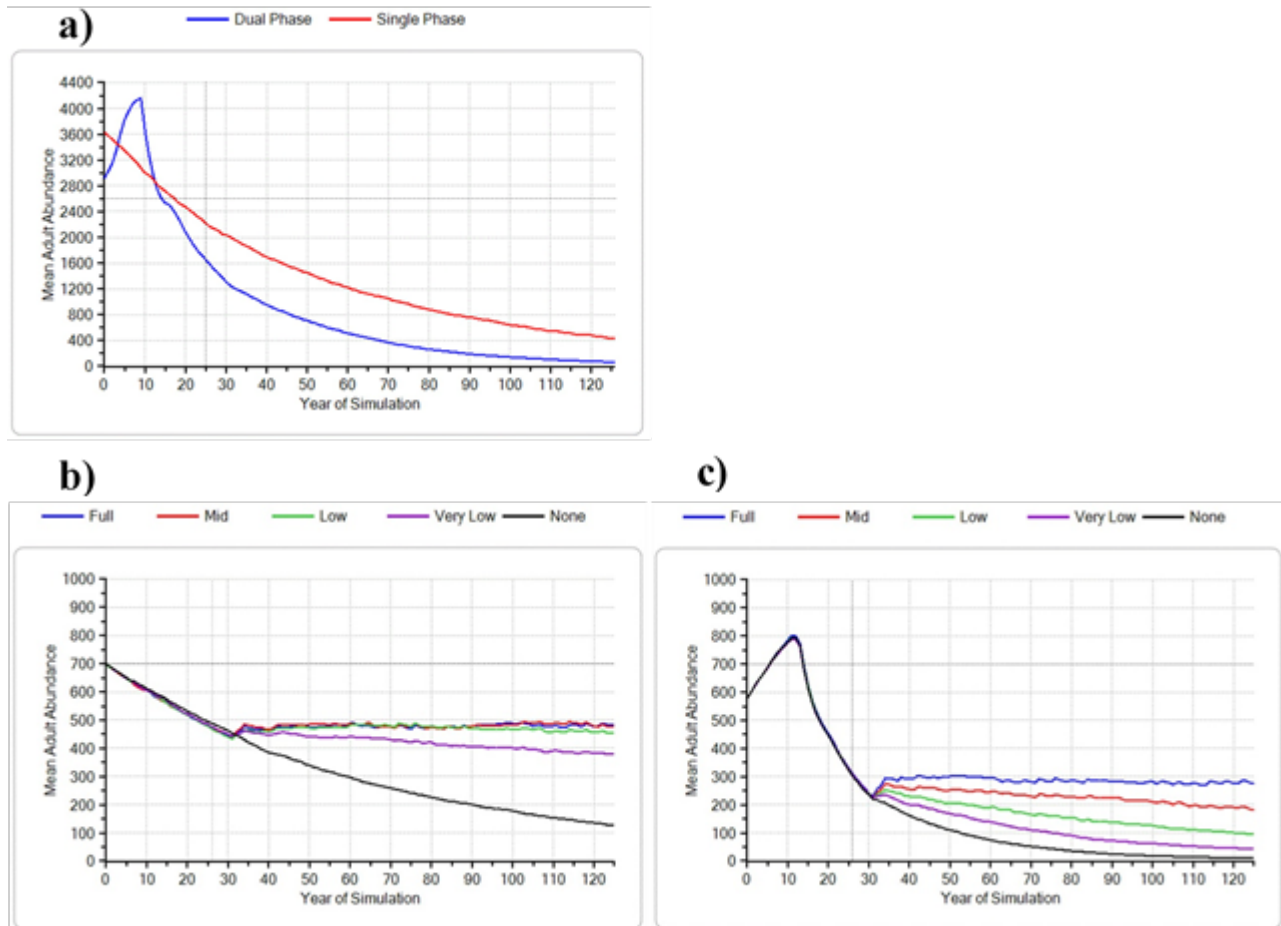 a)
Dual Phase Single Phase
4400
4000
3600
3200
2800
2400
2000
1600
1200
800
400
0
Mean Adult Abundance
0 10 20 30 40 50 60 70 80 90 100 110 120
Year of Simulation
b)
Full Mid Low Very Low None
1000
900
800
700
600
500
400
300
200
100
0
Mean Adult Abundance
0 10 20 30 40 50 60 70 80 90 100 110 120
Year of Simulation
c)
Full Mid Low Very Low None
1000
900
800
700
600
500
400
300
200
100
0
Mean Adult Abundance
0 10 20 30 40 50 60 70 80 90 100 110 120
Year of Simulation